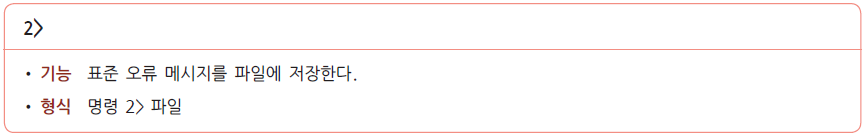 2>
• 기능 표준 오류 메시지를 파일에 저장한다.
• 형식 명령 2> 파일